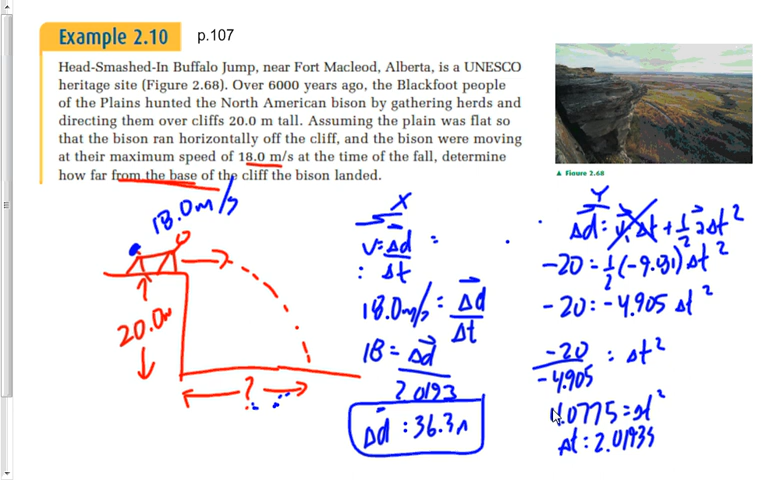 Example 2.10 p.107
Head-Smashed-In Buffalo Jump, near Fort Macleod, Alberta, is a UNESCO
heritage site (Figure 2.68). Over 6000 years ago, the Blackfoot people
of the Plains hunted the North American bison by gathering herds and
directing them over cliffs 20.0 m tall. Assuming the plain was flat so
that the bison ran horizontally off the cliff, and the bison were moving
at their maximum speed of 18.0 m/s at the time of the fall, determine
how far from the base of the cliff the bison landed.
▲ Figure 2.68
18.0m/s
20.0m
?
X
v = Δd =
: Δt
18.0m/s = Δd
Δt
18 = Δd
2.0193
Δd : 36.3m
Y
Δd = v₁Δt + 1/2 aΔt²
-20 = 1/2 (-9.81) Δt²
-20 = -4.905 Δt²
-20 = Δt²
-4.905
4.0775 = Δt²
Δt = 2.0193s